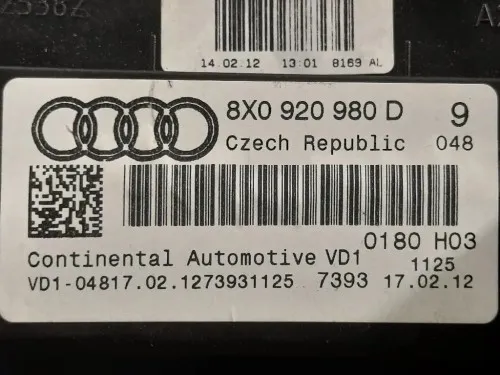 14.02.12 13:01 8169 AL
8X0 920 980 D 9
Czech Republic 048
0180 H03
Continental Automotive VD1 1125
VD1-04817.02.1273931125 7393 17.02.12